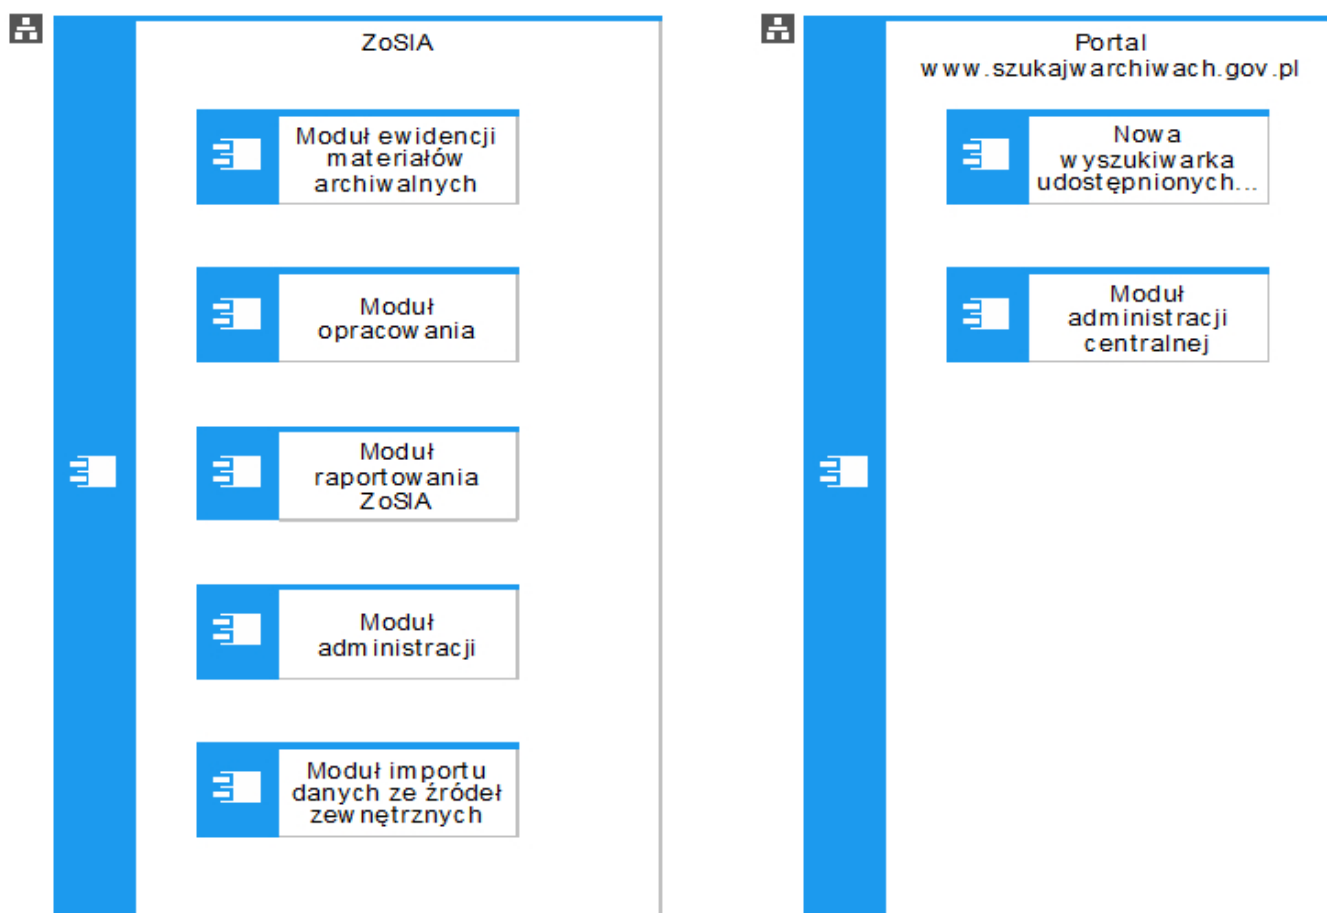 ZoSIA
Moduł ewidencji
materiałów
archiwalnych
Moduł
opracowania
Moduł
raportowania
ZoSIA
Moduł
administracji
Moduł importu
danych ze źródeł
zewnętrznych
Portal
www.szukajwarchiwach.gov.pl
Nowa
wyszukiwarka
udostępnionych...
Moduł
administracji
centralnej